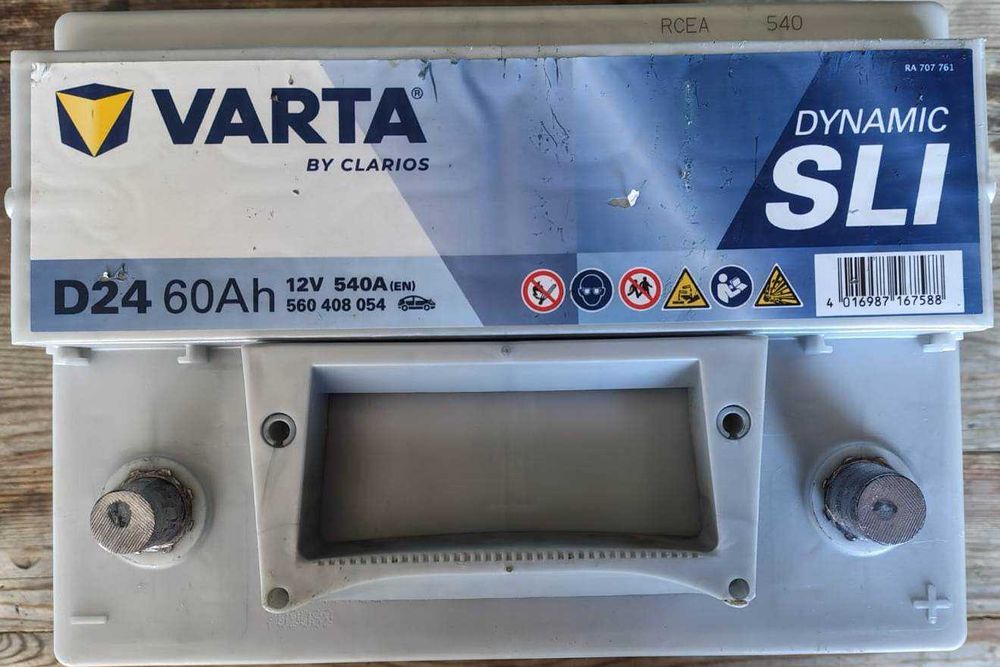 RCEA 540
RA 707 761
VARTA®
BY CLARIOS
DYNAMIC
SLI
D24 60Ah
12V 540A (EN)
560 408 054
4 016987 167588
− +